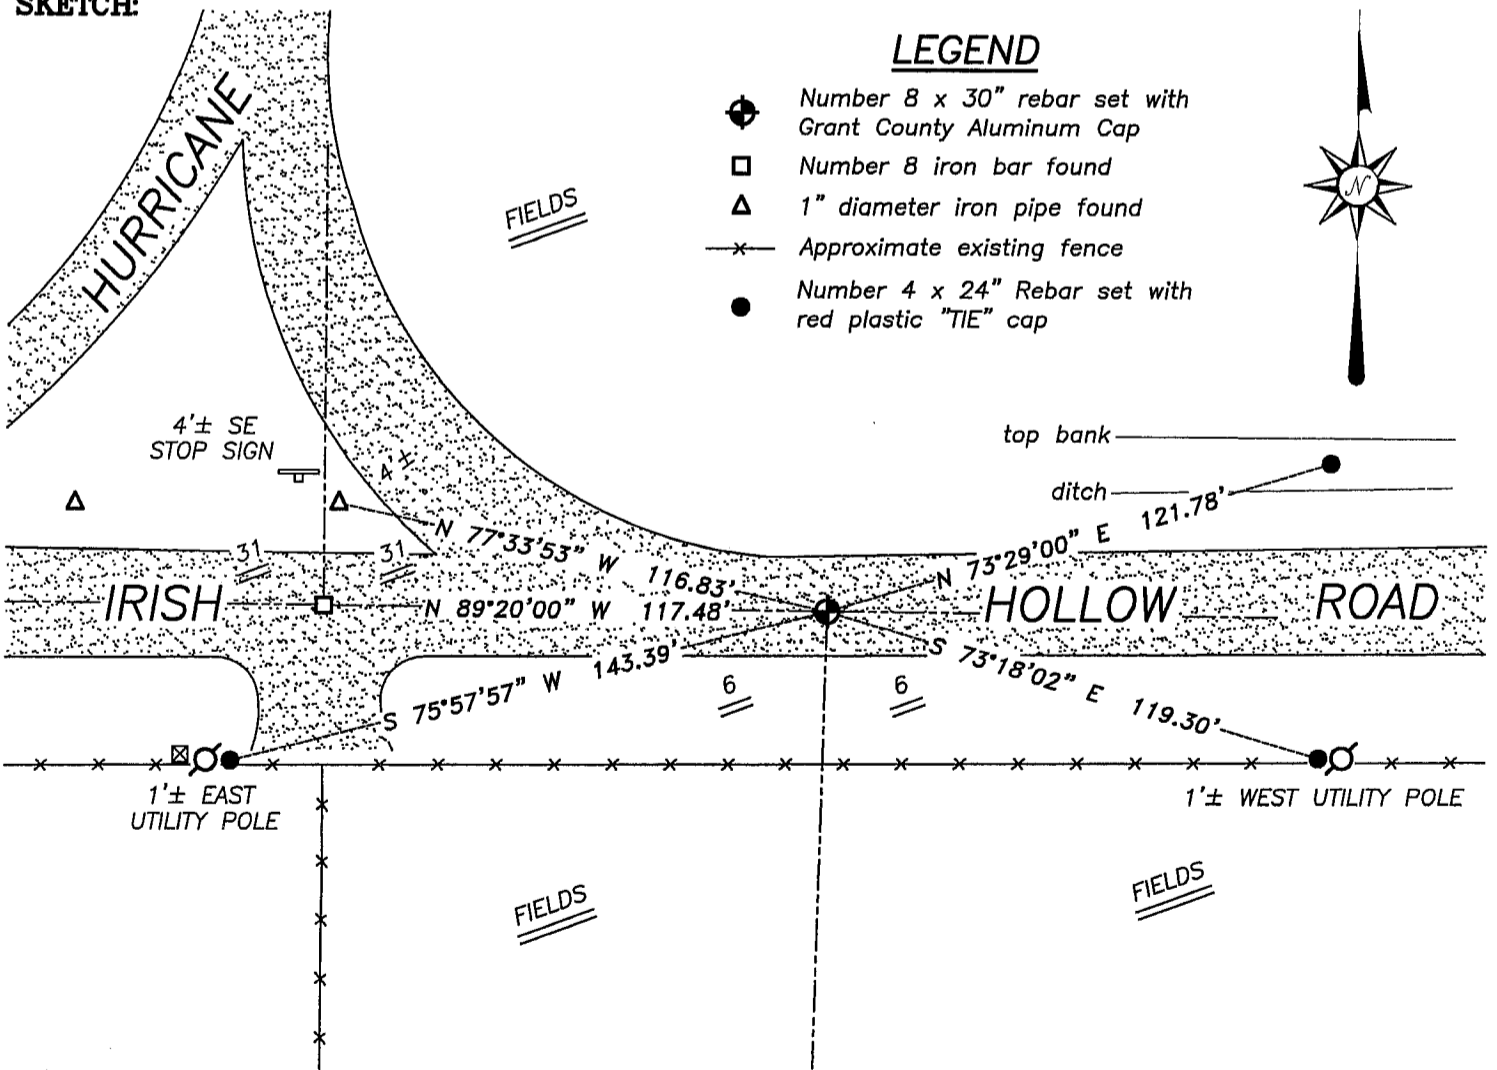 SKETCH:
LEGEND
Number 8 x 30" rebar set with
Grant County Aluminum Cap
Number 8 iron bar found
1" diameter iron pipe found
Approximate existing fence
Number 4 x 24" Rebar set with
red plastic "TIE" cap
N
HURRICANE
FIELDS
4'± SE
STOP SIGN
4'±
top bank
ditch
N 77°33'53" W 116.83'
N 73°29'00" E 121.78'
31
31
IRISH
N 89°20'00" W 117.48'
HOLLOW
ROAD
S 75°57'57" W 143.39'
S 73°18'02" E 119.30'
6
6
1'± EAST
UTILITY POLE
1'± WEST UTILITY POLE
FIELDS
FIELDS